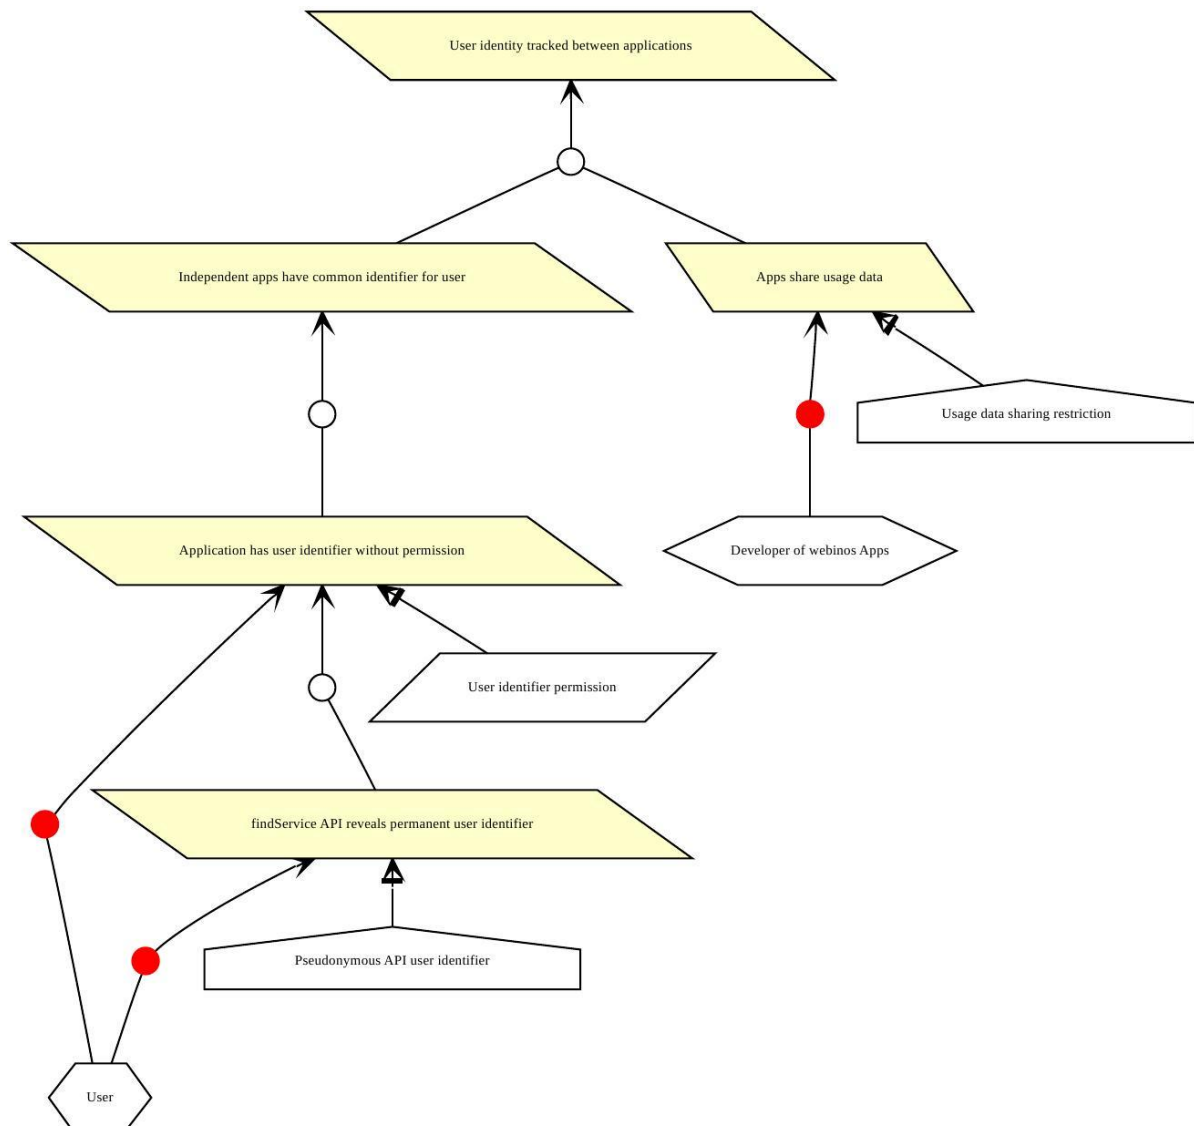 User identity tracked between applications
Independent apps have common identifier for user
Apps share usage data
Usage data sharing restriction
Application has user identifier without permission
Developer of webinos Apps
User identifier permission
findService API reveals permanent user identifier
Pseudonymous API user identifier
User